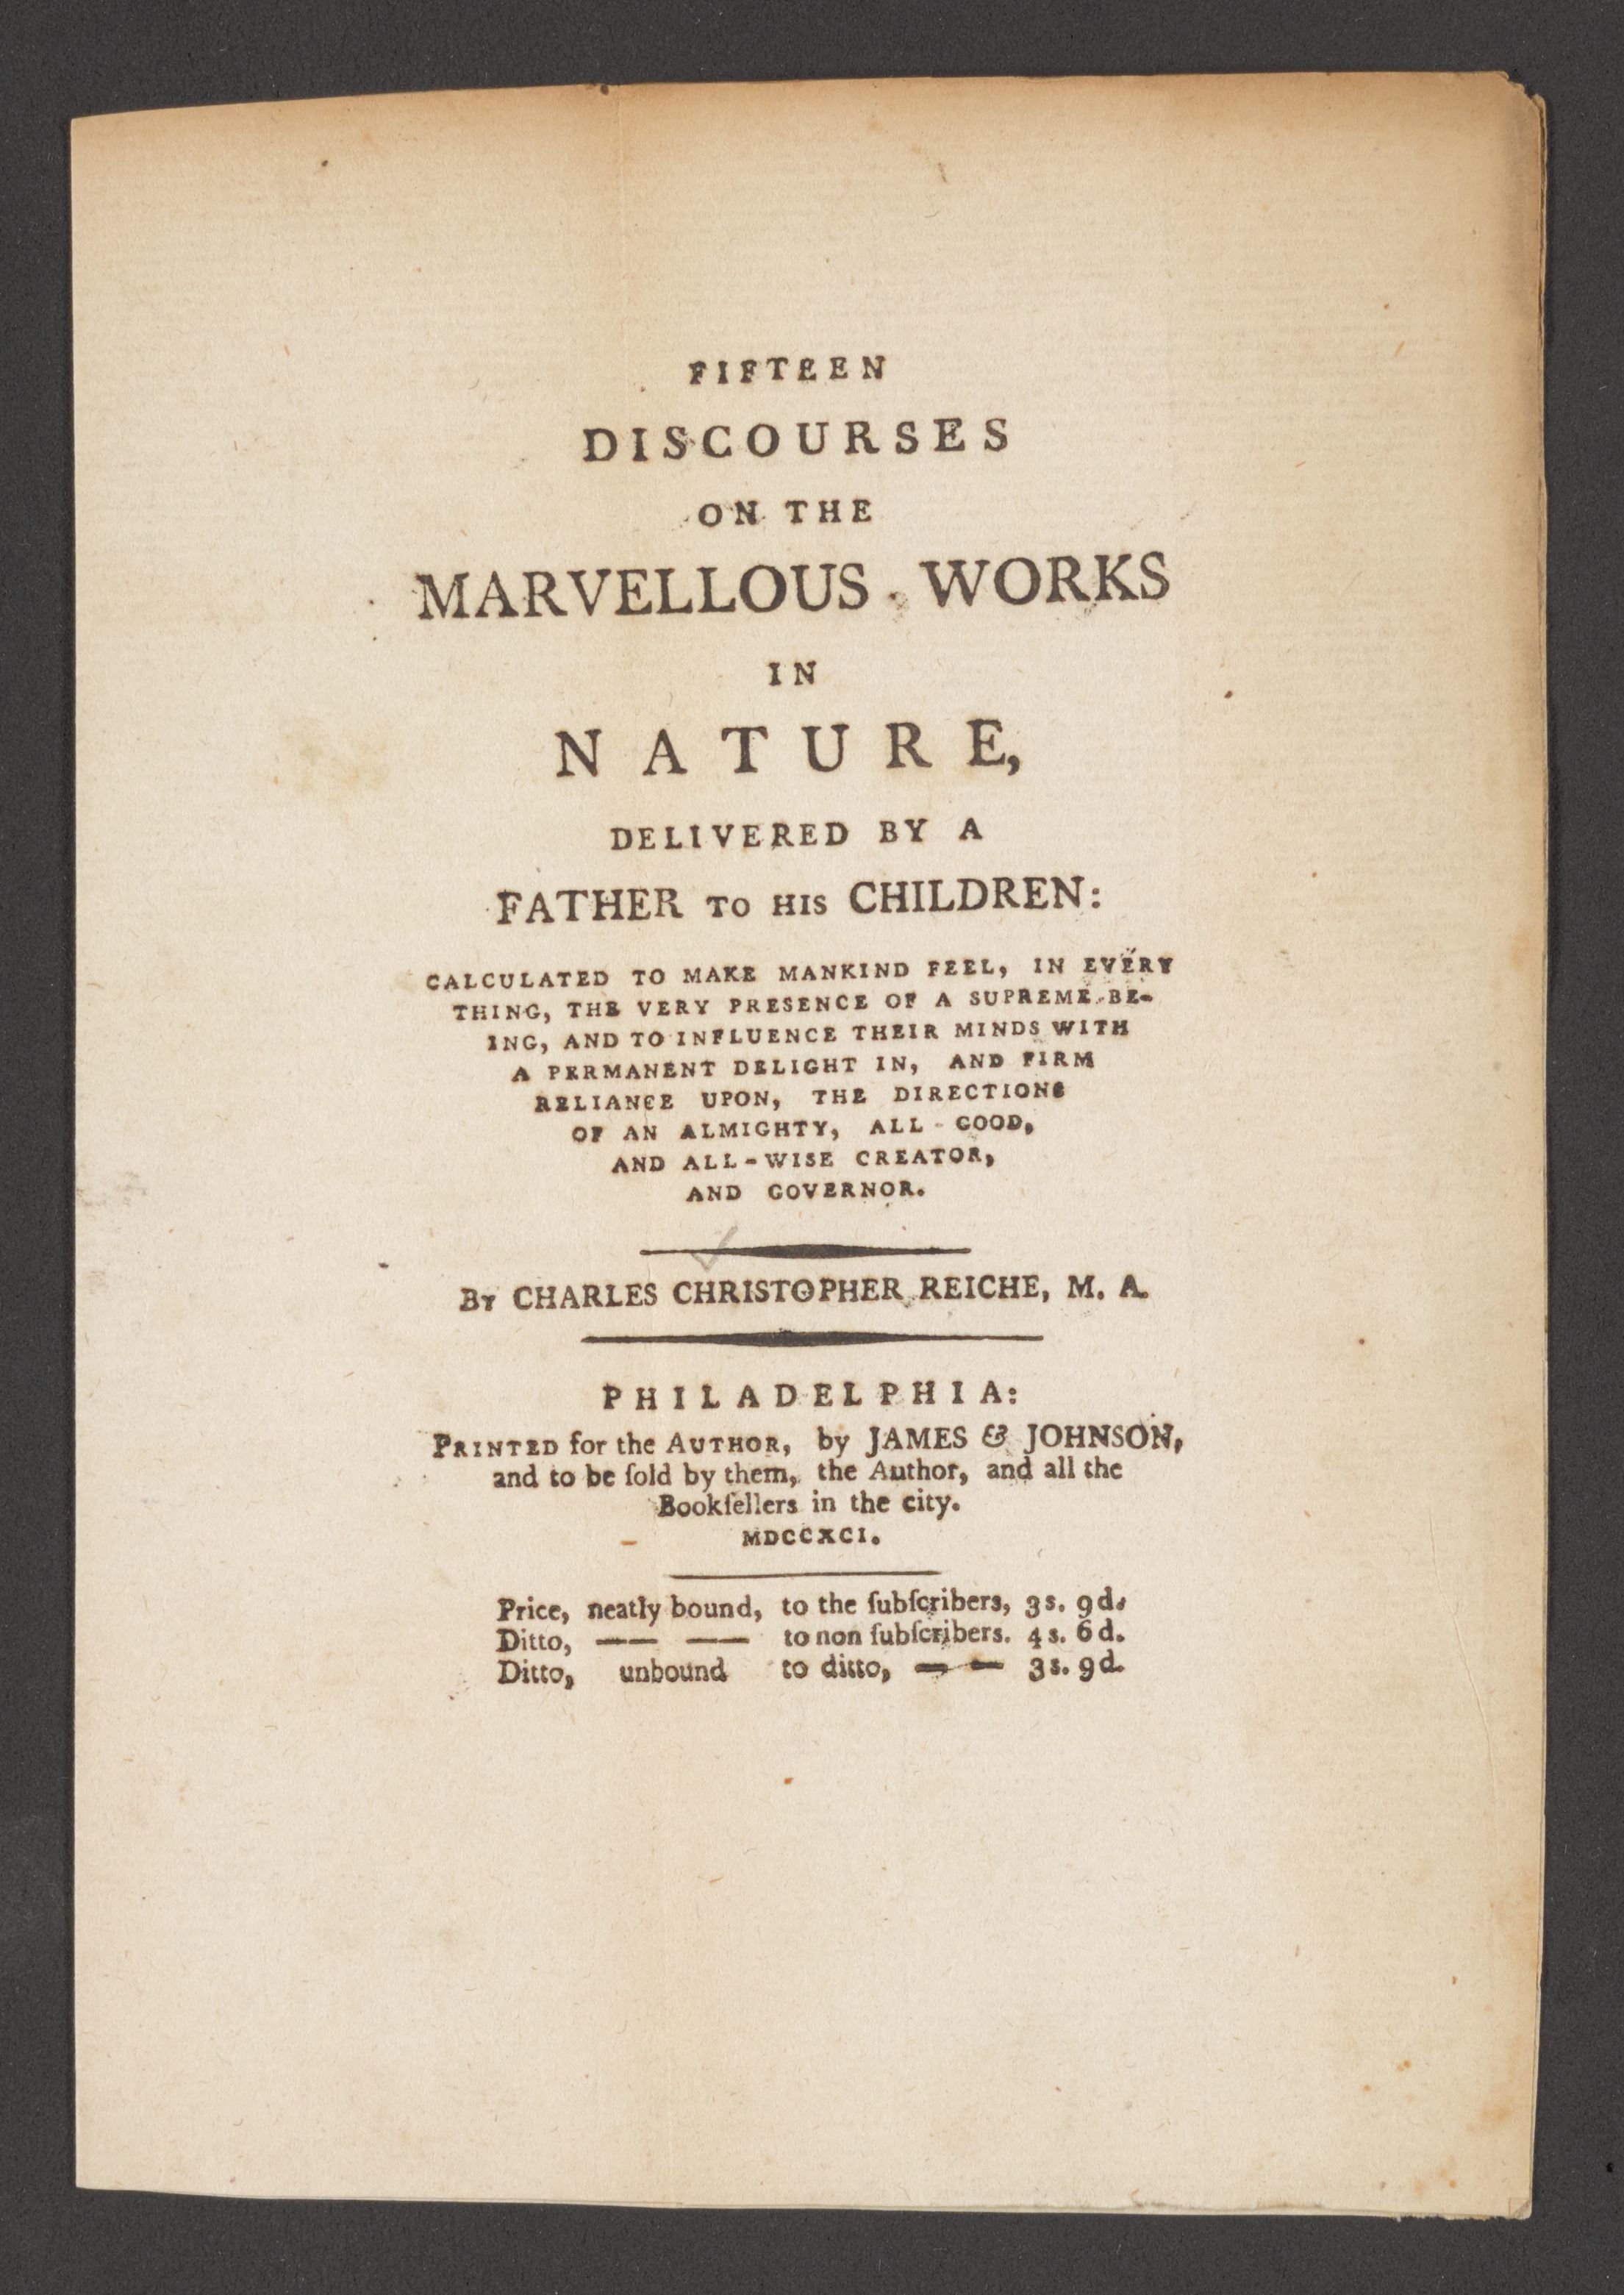 FIFTEEN
DISCOURSES
ON THE
MARVELLOUS WORKS
IN
NATURE,
DELIVERED BY A
FATHER TO HIS CHILDREN:
CALCULATED TO MAKE MANKIND FEEL, IN EVERY
THING, THE VERY PRESENCE OF A SUPREME BE-
ING, AND TO INFLUENCE THEIR MINDS WITH
A PERMANENT DELIGHT IN, AND FIRM
RELIANCE UPON, THE DIRECTIONS
OF AN ALMIGHTY, ALL-GOOD,
AND ALL-WISE CREATOR,
AND GOVERNOR.
By CHARLES CHRISTOPHER REICHE, M. A.
PHILADELPHIA:
PRINTED for the AUTHOR, by JAMES & JOHNSON,
and to be ſold by them, the Author, and all the
Bookſellers in the city.
MDCCXCI.
Price, neatly bound, to the ſubſcribers, 3s. 9d.
Ditto, —— —— to non ſubſcribers. 4s. 6d.
Ditto, unbound to ditto, — — 3s. 9d.